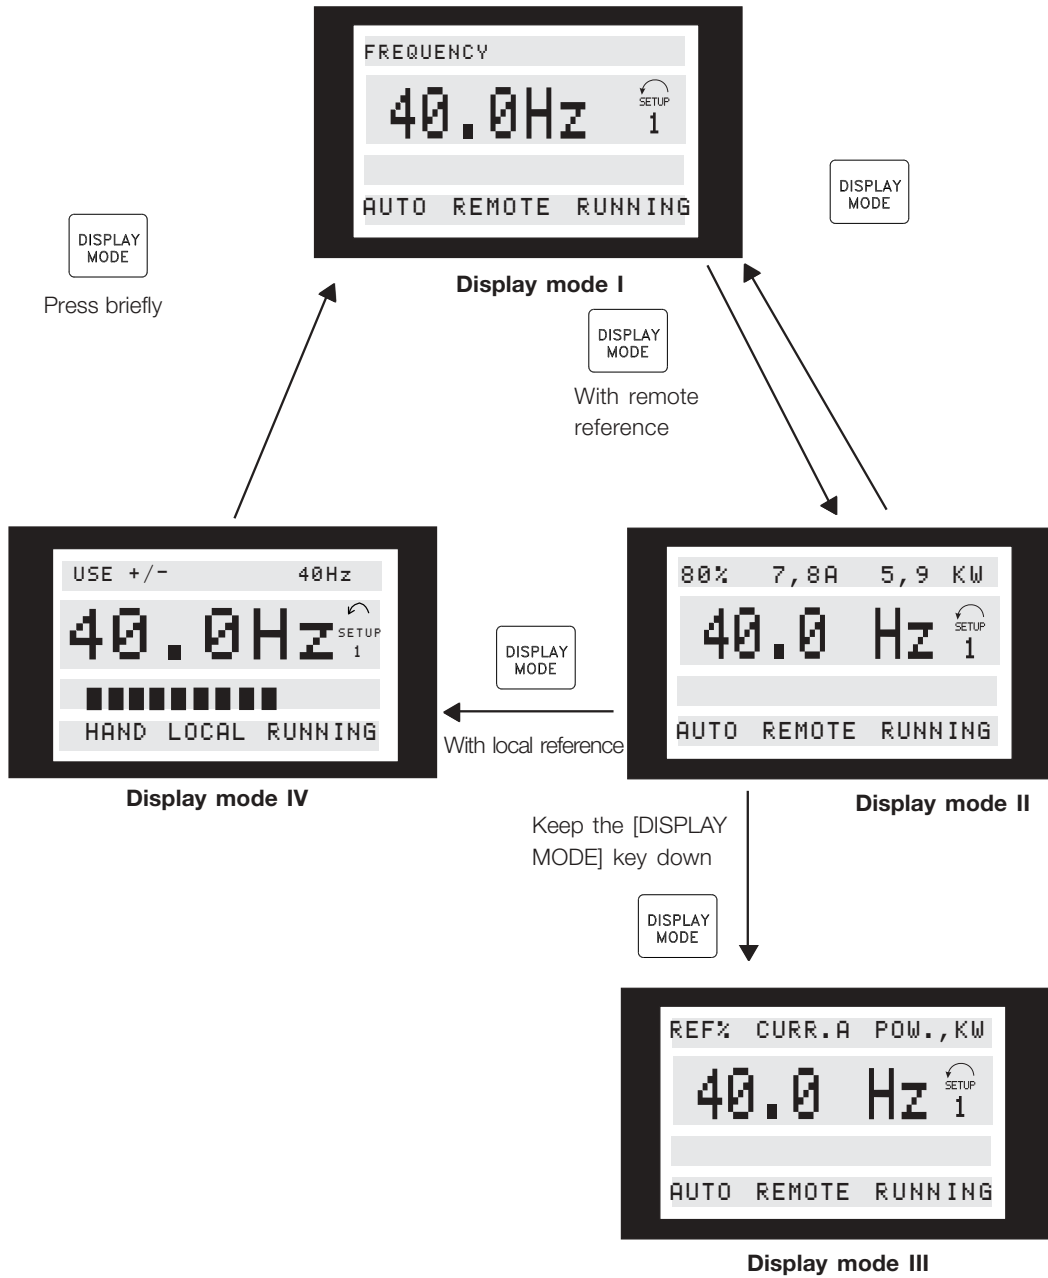 FREQUENCY
40.0Hz
SETUP
1
AUTO REMOTE RUNNING
Display mode I
DISPLAY
MODE
DISPLAY
MODE
Press briefly
DISPLAY
MODE
With remote
reference
USE +/-
40Hz
40.0Hz
SETUP
1
HAND LOCAL RUNNING
Display mode IV
DISPLAY
MODE
With local reference
80% 7,8A 5,9 KW
40.0 Hz
SETUP
1
AUTO REMOTE RUNNING
Display mode II
Keep the [DISPLAY
MODE] key down
DISPLAY
MODE
REF% CURR.A POW.,KW
40.0 Hz
SETUP
1
AUTO REMOTE RUNNING
Display mode III